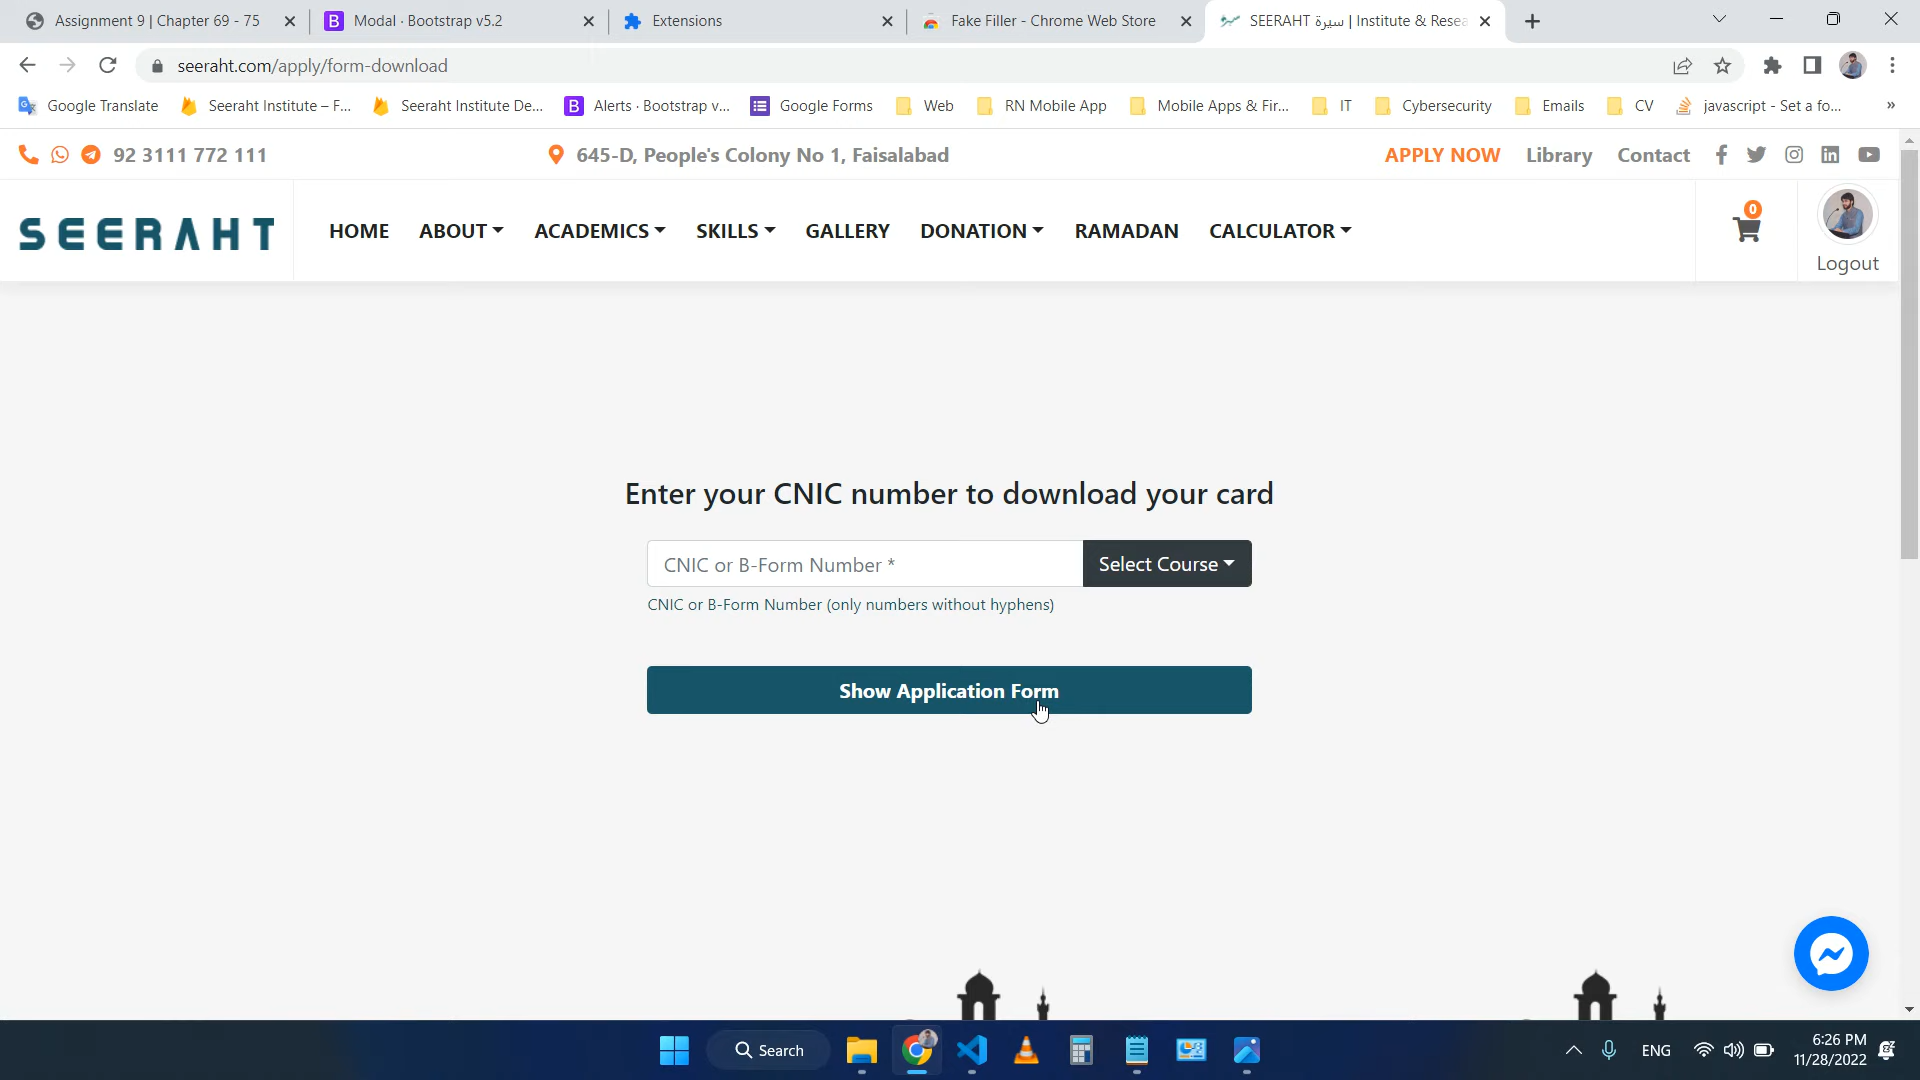 Assignment 9 | Chapter 69 - 75
Modal · Bootstrap v5.2
Extensions
Fake Filler - Chrome Web Store
SEERAHT سيرة | Institute & Resea
seeraht.com/apply/form-download
Google Translate
Seeraht Institute – F...
Seeraht Institute De...
Alerts · Bootstrap v...
Google Forms
Web
RN Mobile App
Mobile Apps & Fir...
IT
Cybersecurity
Emails
CV
javascript - Set a fo...
»
92 3111 772 111
645-D, People's Colony No 1, Faisalabad
APPLY NOW
Library
Contact
SEERAHT
HOME
ABOUT
ACADEMICS
SKILLS
GALLERY
DONATION
RAMADAN
CALCULATOR
0
Logout
Enter your CNIC number to download your card
CNIC or B-Form Number *
Select Course
CNIC or B-Form Number (only numbers without hyphens)
Show Application Form
Search
ENG
6:26 PM
11/28/2022